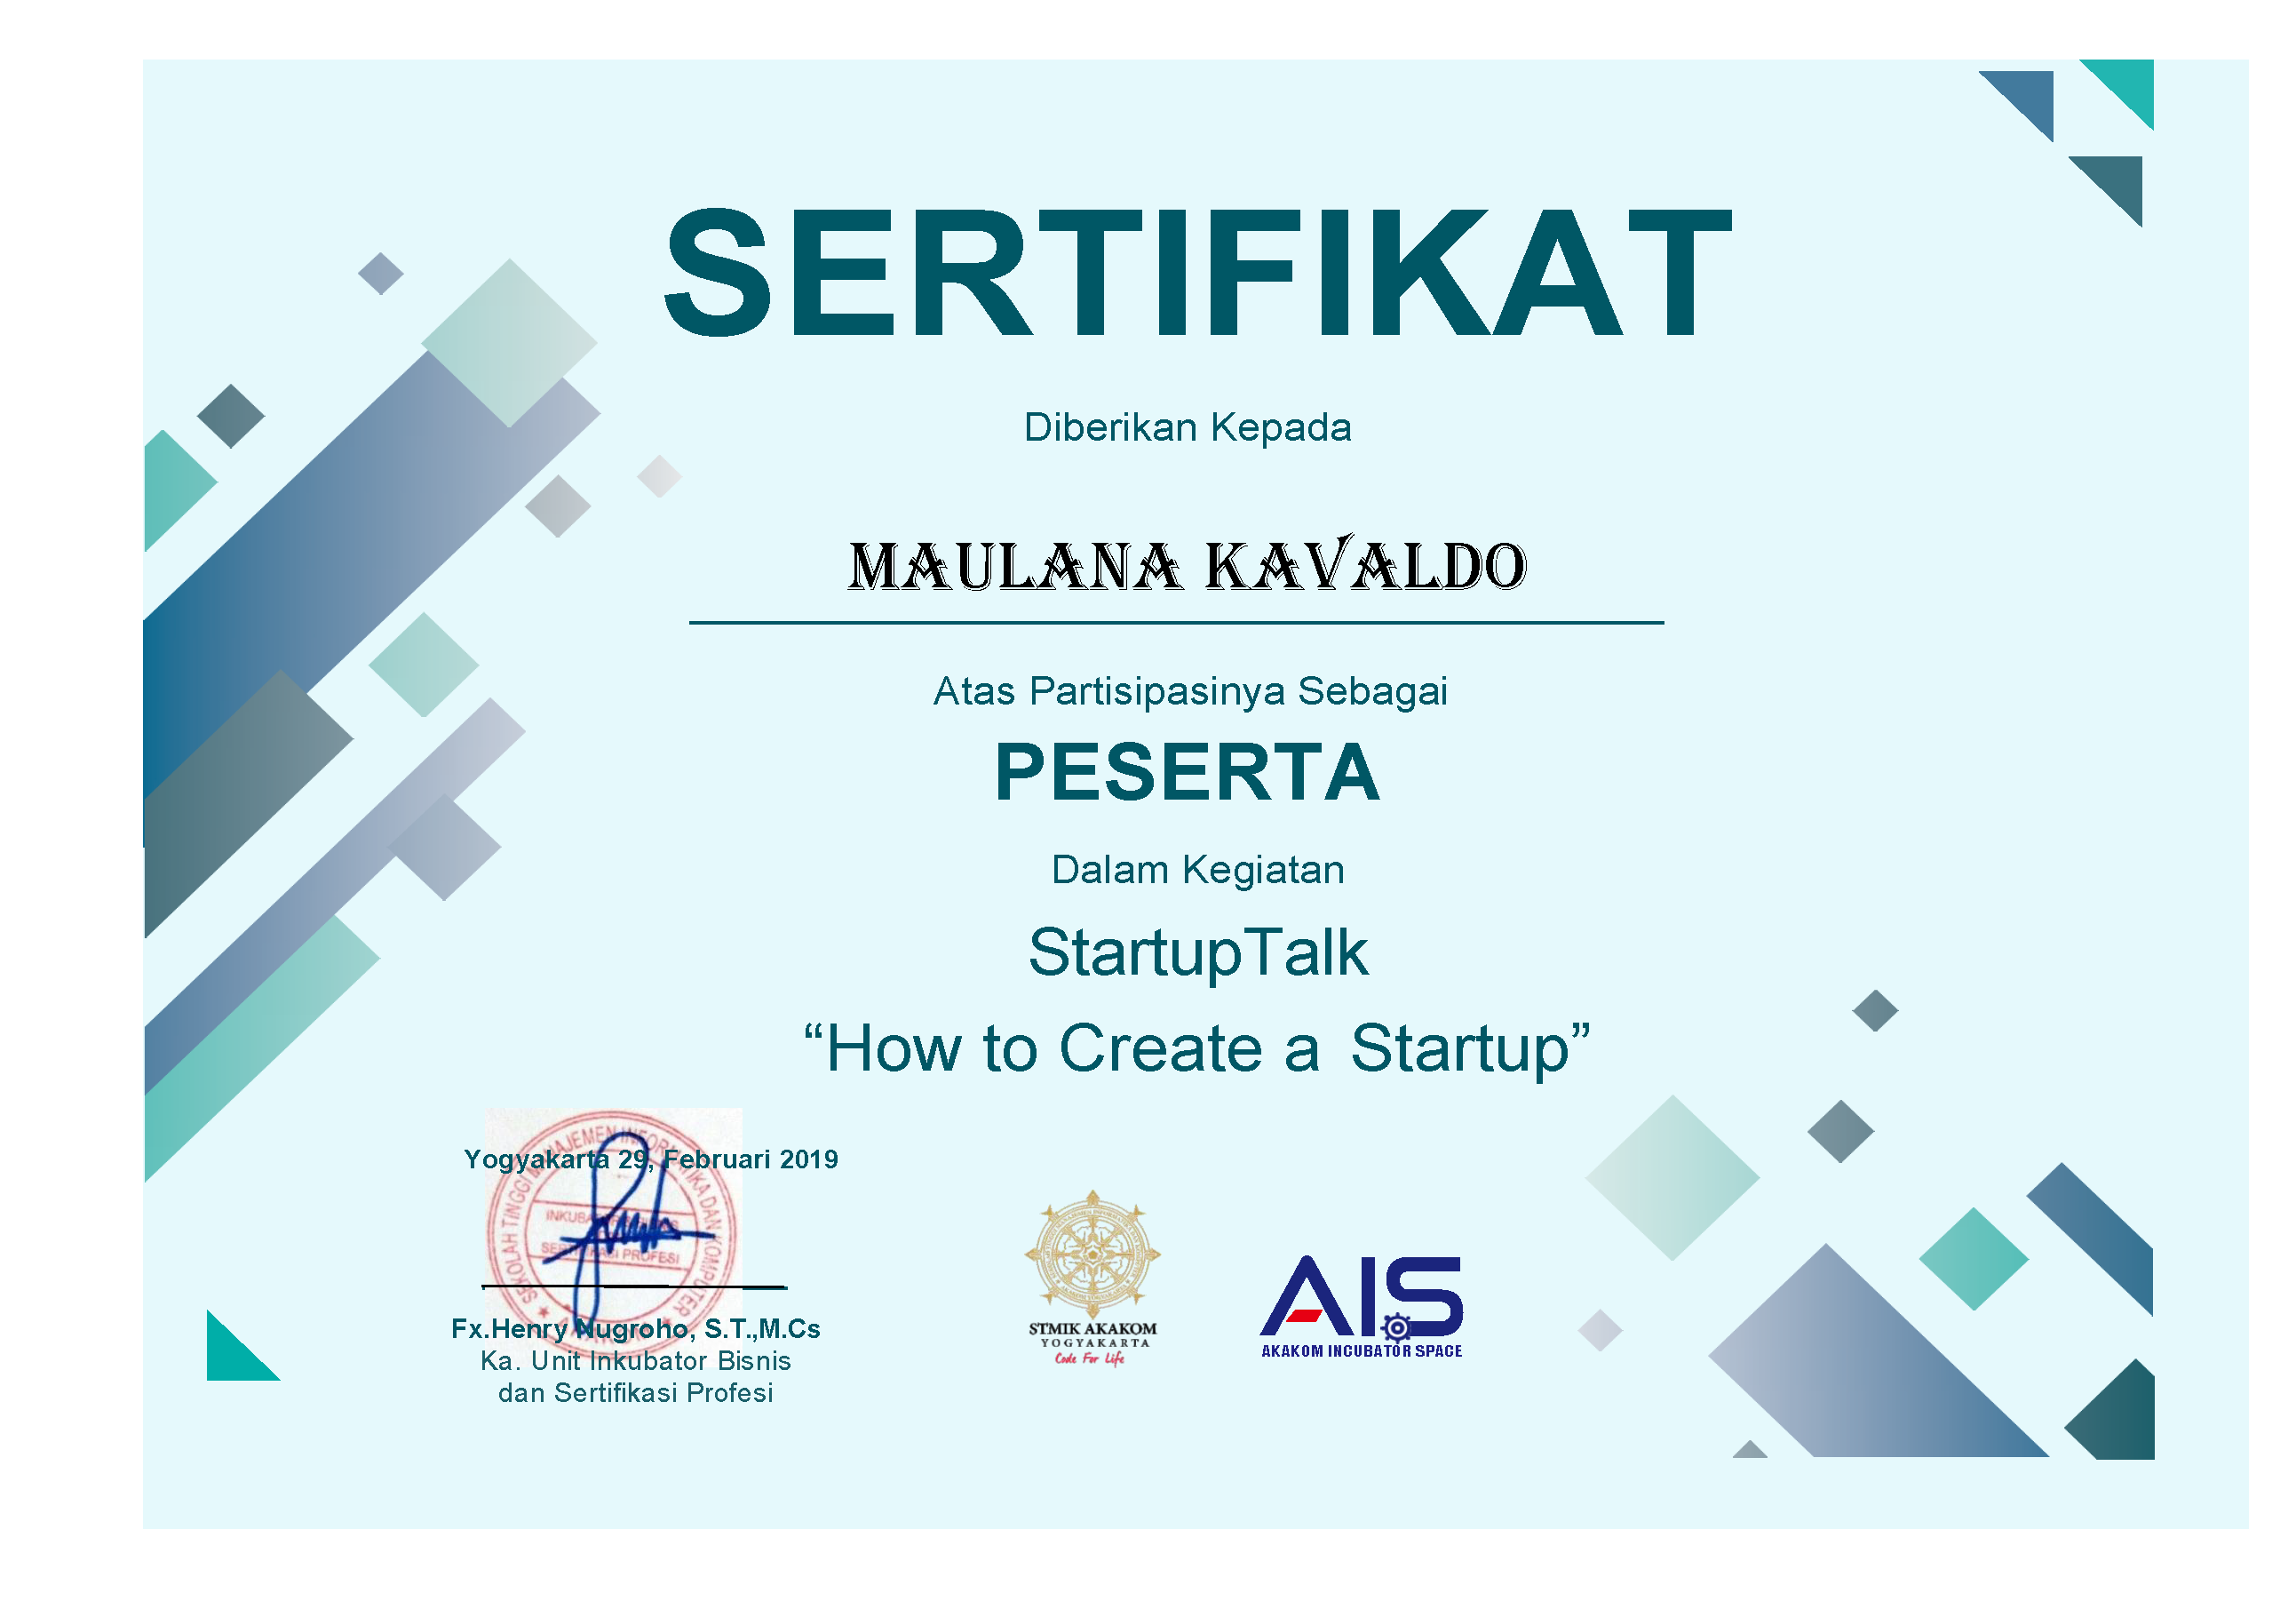 SERTIFIKAT
Diberikan Kepada
MAULANA KAVALDO
Atas Partisipasinya Sebagai
PESERTA
Dalam Kegiatan
StartupTalk
“How to Create a Startup”
Yogyakarta 29, Februari 2019
SEKOLAH TINGGI MANAJEMEN INFORMATIKA DAN KOMPUTER
SERTIFIKASI PROFESI
Fx.Henry Nugroho, S.T.,M.Cs
Ka. Unit Inkubator Bisnis
dan Sertifikasi Profesi
STMIK AKAKOM
YOGYAKARTA
Code For Life
AIS
AKAKOM INCUBATOR SPACE